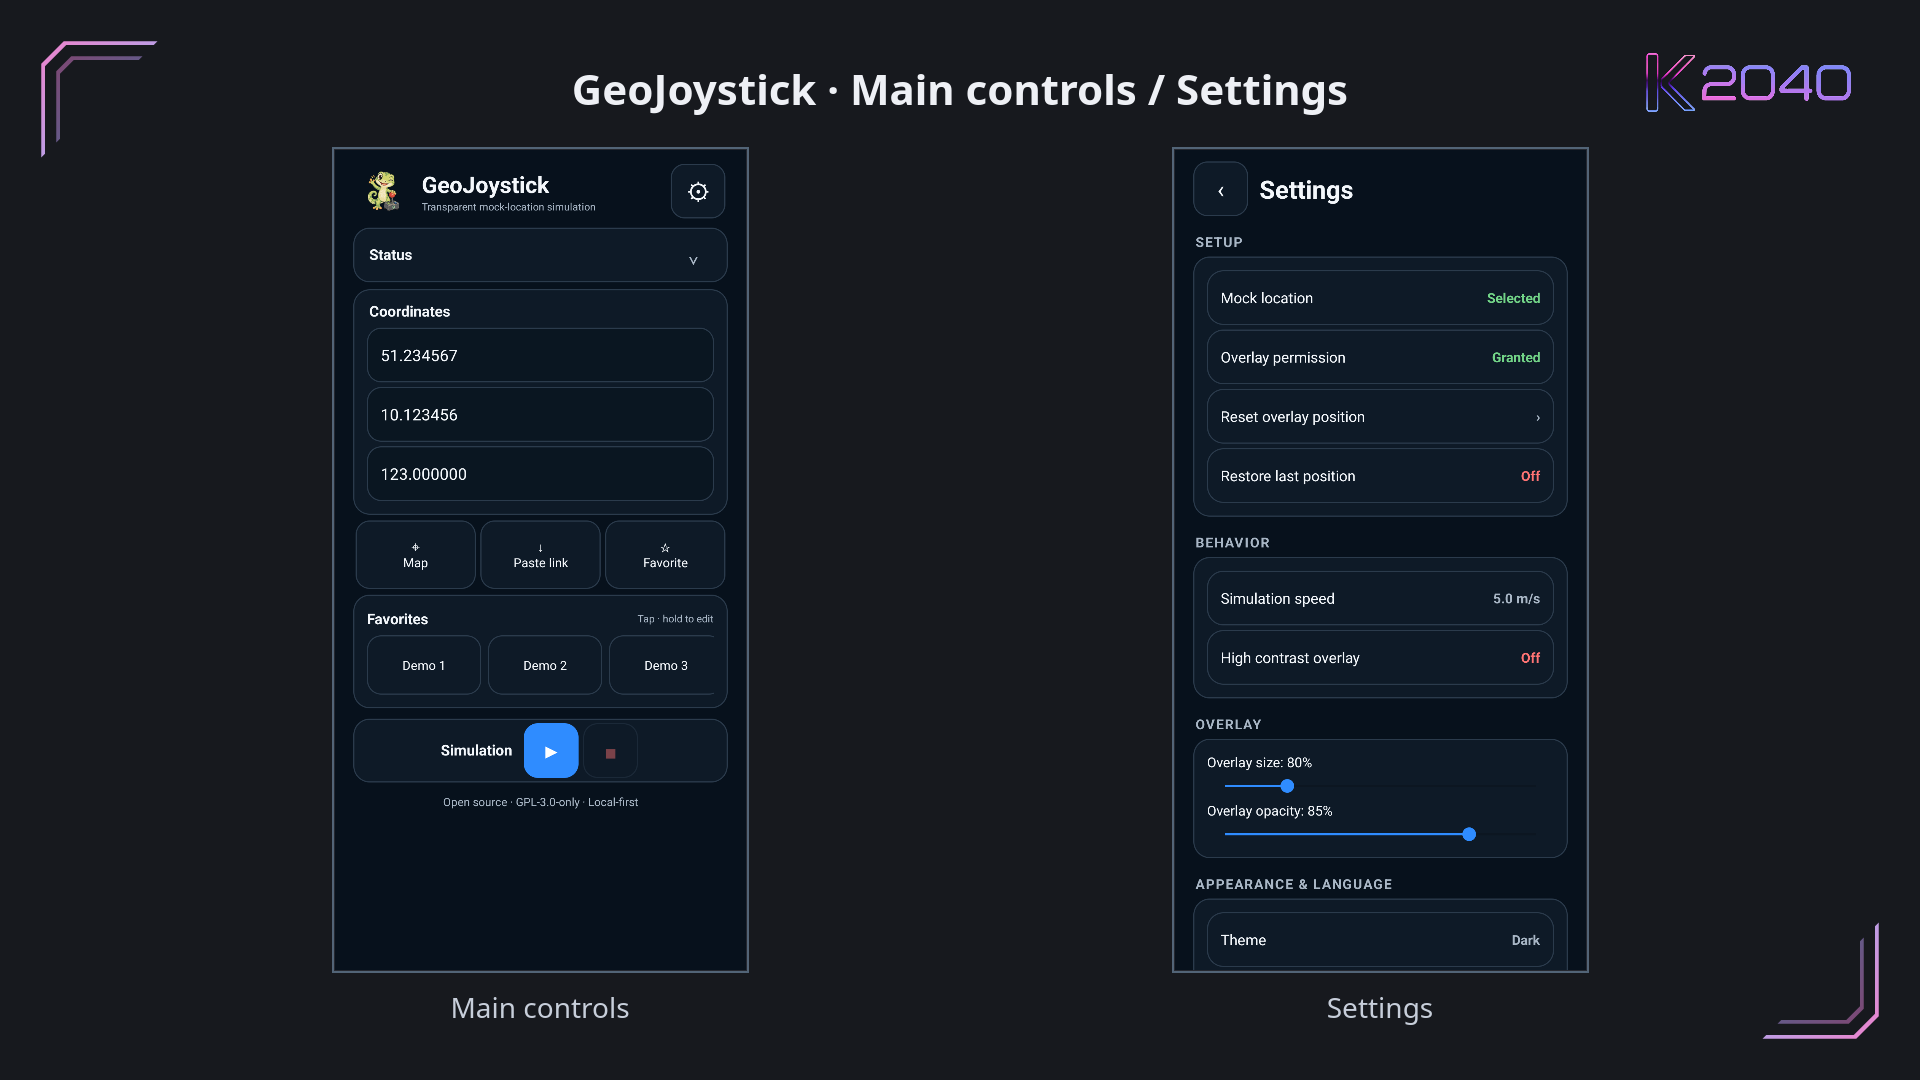 GeoJoystick · Main controls / Settings
K2040
GeoJoystick
Transparent mock-location simulation
Status
Coordinates
51.234567
10.123456
123.000000
Map
Paste link
Favorite
Favorites
Tap · hold to edit
Demo 1
Demo 2
Demo 3
Simulation
Open source · GPL-3.0-only · Local-first
Main controls
Settings
SETUP
Mock location
Selected
Overlay permission
Granted
Reset overlay position
Restore last position
Off
BEHAVIOR
Simulation speed
5.0 m/s
High contrast overlay
Off
OVERLAY
Overlay size: 80%
Overlay opacity: 85%
APPEARANCE & LANGUAGE
Theme
Dark
Settings